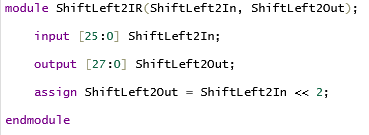 module ShiftLeft2IR(ShiftLeft2In, ShiftLeft2Out);
input [25:0] ShiftLeft2In;
output [27:0] ShiftLeft2Out;
assign ShiftLeft2Out = ShiftLeft2In << 2;
endmodule